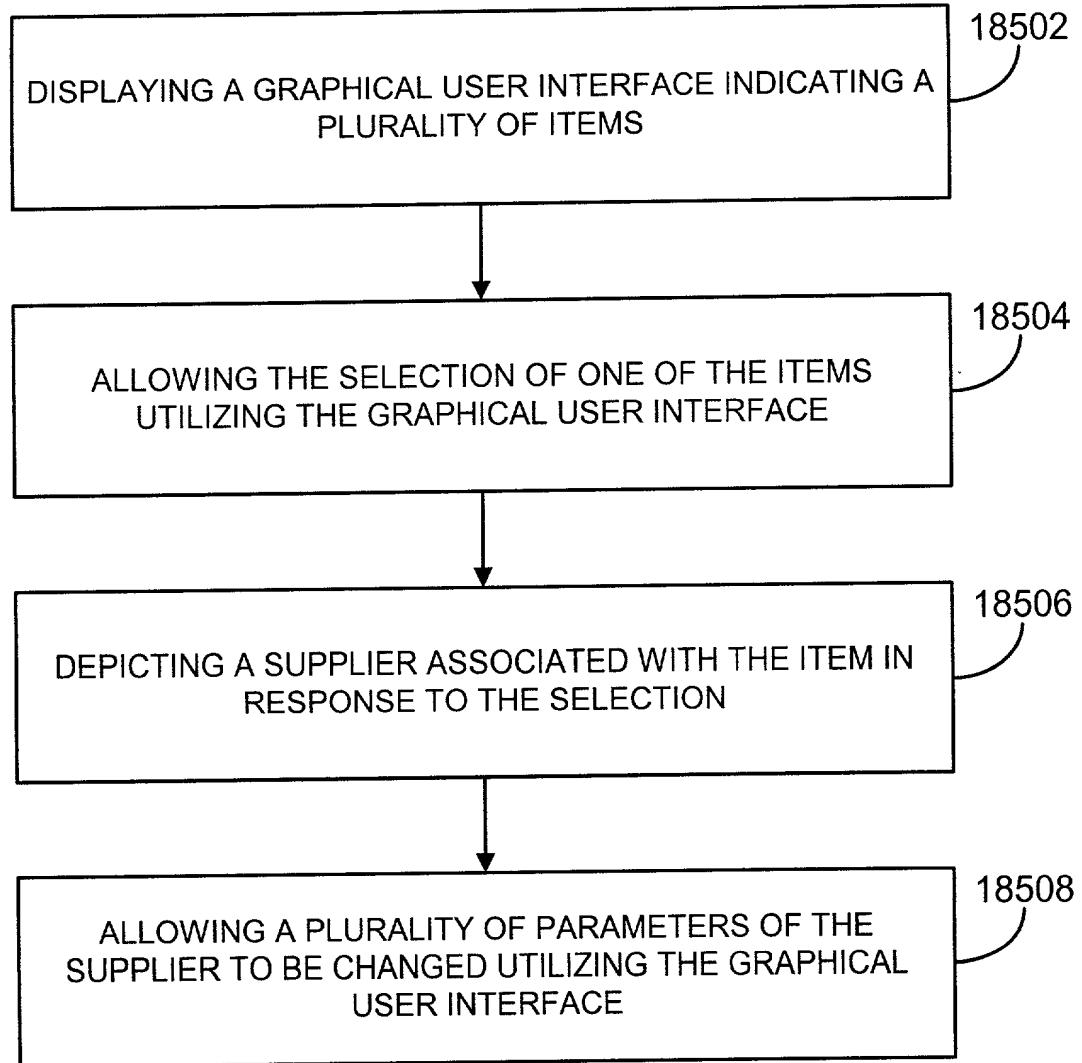 18502
DISPLAYING A GRAPHICAL USER INTERFACE INDICATING A
PLURALITY OF ITEMS
18504
ALLOWING THE SELECTION OF ONE OF THE ITEMS
UTILIZING THE GRAPHICAL USER INTERFACE
18506
DEPICTING A SUPPLIER ASSOCIATED WITH THE ITEM IN
RESPONSE TO THE SELECTION
18508
ALLOWING A PLURALITY OF PARAMETERS OF THE
SUPPLIER TO BE CHANGED UTILIZING THE GRAPHICAL
USER INTERFACE